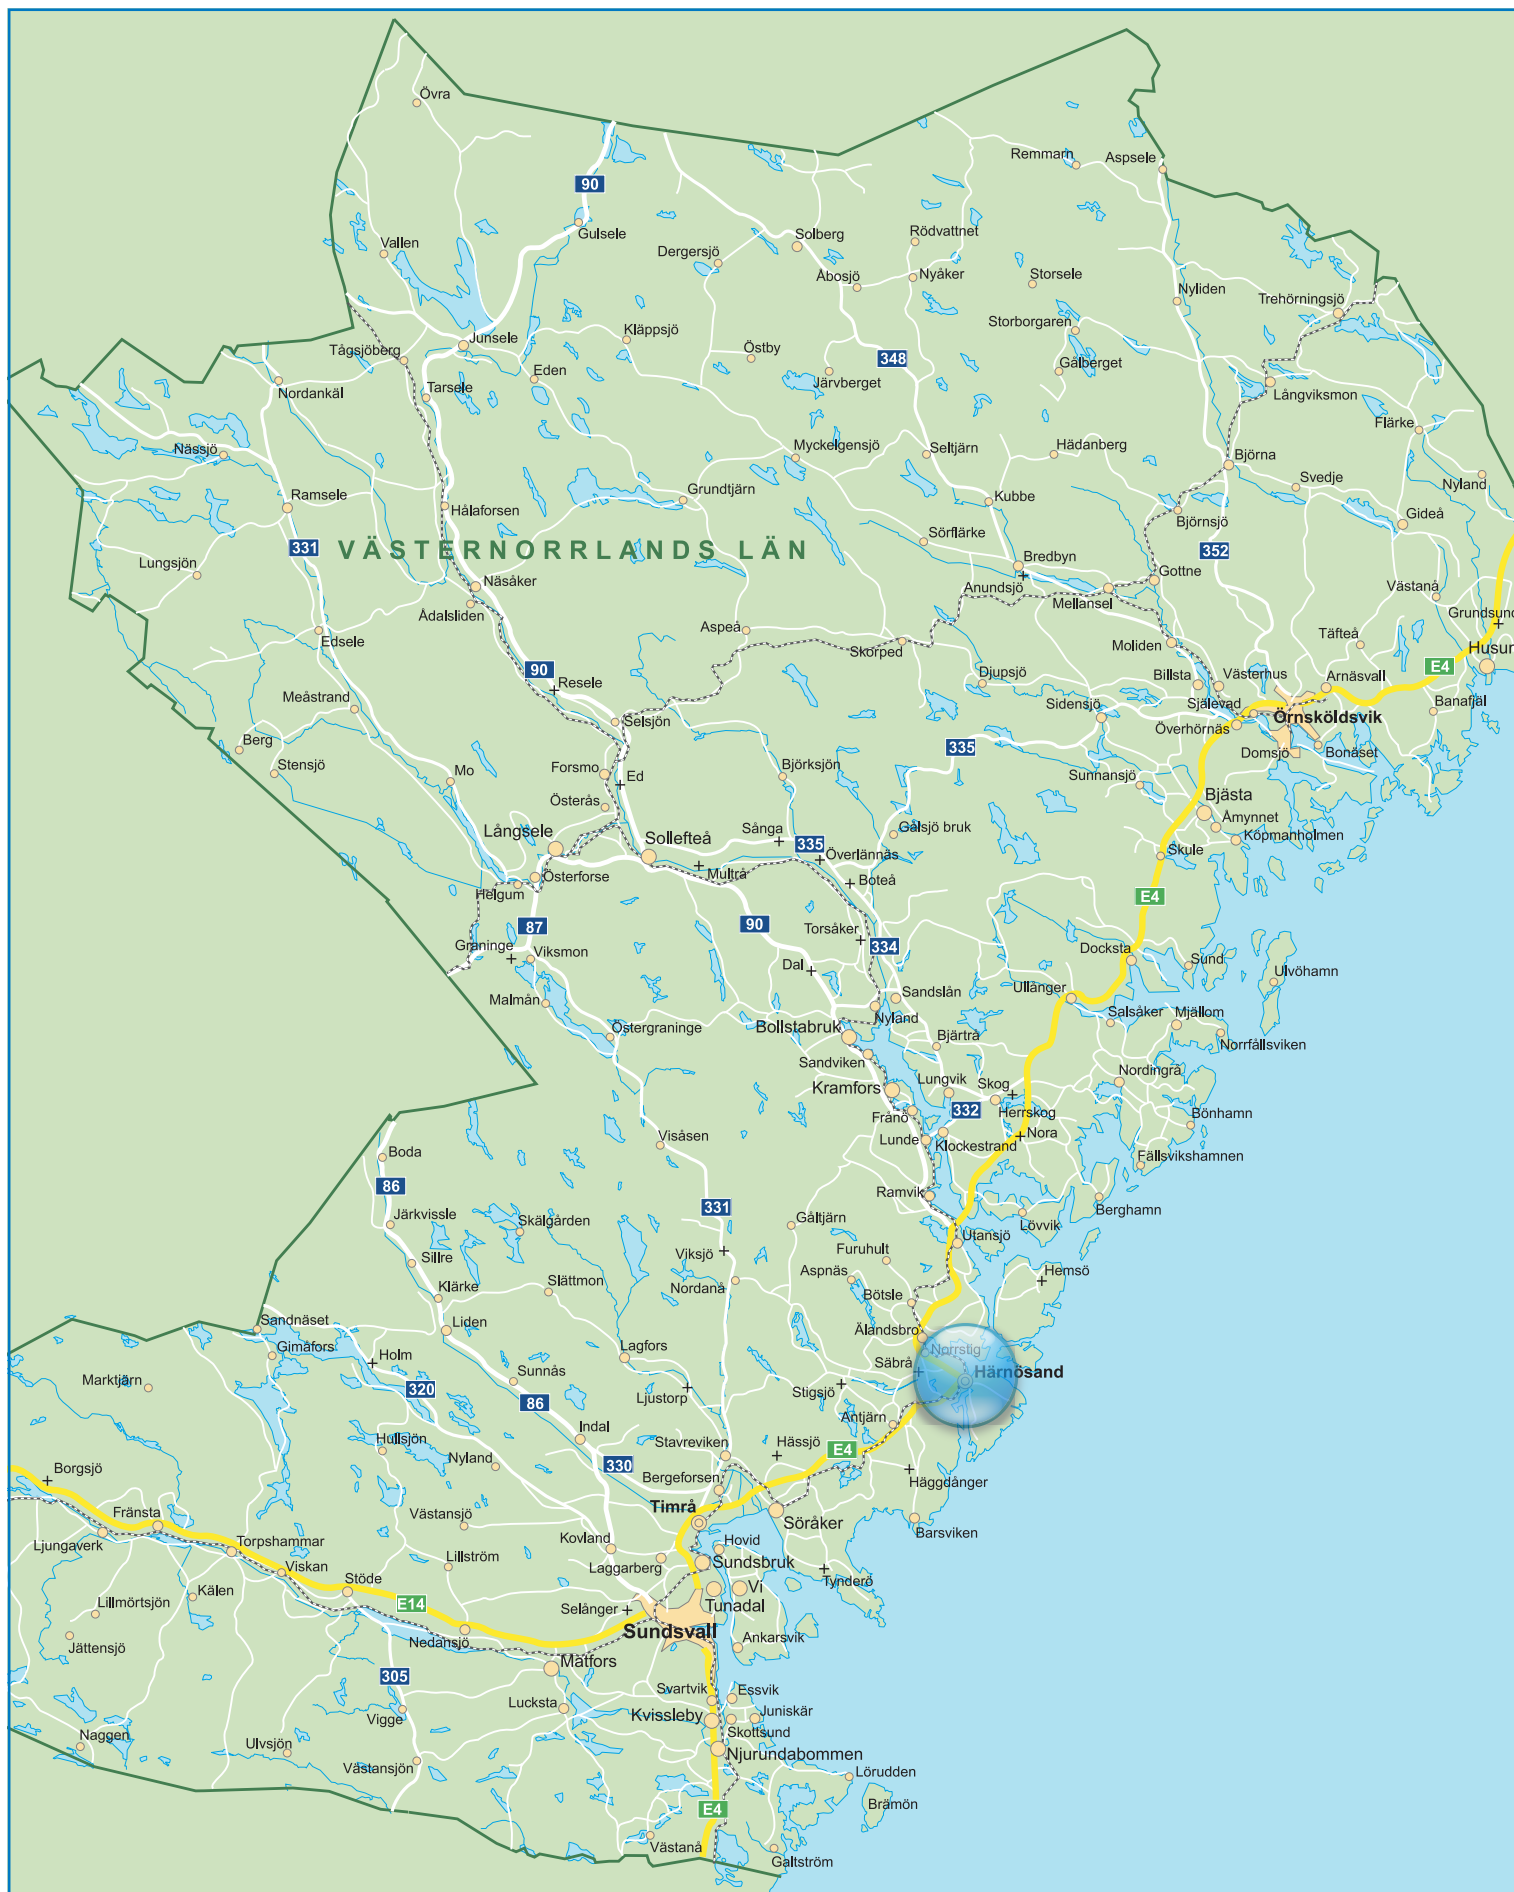 Övra
Remmarn
Aspsele
90
Gulsele
Vallen
Dergersjö
Solberg
Rödvattnet
Åbosjö
Nyåker
Storsele
Nyliden
Trehörningsjö
Storborgaren
Kläppsjö
Junsele
Tågsjöberg
Östby
348
Gålberget
Eden
Järvberget
Nordankäl
Tarsele
Långviksmon
Flärke
Nässjö
Myckelgensjö
Seltjärn
Hädanberg
Björna
Svedje
Nyland
Ramsele
Grundtjärn
Kubbe
Hålaforsen
Björnsjö
Gideå
Sörflärke
331
VÄSTERNORRLANDS LÄN
352
Lungsjön
Bredbyn
Gottne
Näsåker
Anundsjö
Västanå
Ådalsliden
Mellansel
Grundsund
Edsele
Aspeå
Skorped
Moliden
Täfteå
Husum
90
Resele
Djupsjö
Billsta
Västerhus
Arnäsvall
E4
Meåstrand
Sidensjö
Själevad
Banafjäl
Selsjön
Överhörnäs
Örnsköldsvik
Berg
335
Domsjö
Bonäset
Stensjö
Mo
Forsmo
Ed
Björksjön
Sunnansjö
Österås
Bjästa
Långsele
Sollefteå
Sånga
335
Gålsjö bruk
Åmynnet
Köpmanholmen
Överlännäs
Skule
Österforse
Multrå
Boteå
Helgum
E4
87
90
Torsåker
334
Graninge
Viksmon
Docksta
Dal
Sund
Ulvöhamn
Malmån
Sandslån
Ullånger
Nyland
Salsåker
Mjällom
Östergraninge
Bollstabruk
Bjärtrå
Norrfällsviken
Sandviken
Kramfors
Lungvik
Skog
Nordingrå
332
Herrskog
Frånö
Bönhamn
Lunde
Klockestrand
Nora
Visåsen
Boda
Fällsvikshamnen
86
Ramvik
331
Berghamn
Järkvissle
Skälgården
Gåltjärn
Lövvik
Utansjö
Viksjö
Furuhult
Sillre
Aspnäs
Hemsö
Slättmon
Nordanå
Klärke
Bötsle
Sandnäset
Liden
Älandsbro
Gimåfors
Holm
Lagfors
Norrstig
Säbrå
Härnösand
Marktjärn
Sunnås
320
Ljustorp
Stigsjö
86
Antjärn
Indal
Hullsjön
Stavreviken
Hässjö
E4
Nyland
330
Borgsjö
Bergeforsen
Häggdånger
Fränsta
Västansjö
Timrå
Söråker
Barsviken
Ljungaverk
Torpshammar
Kovland
Hovid
Laggarberg
Sundsbruk
Viskan
Lillström
Stöde
Tynderö
Kälen
Vi
Lillmörtsjön
E14
Selånger
Tunadal
Jättensjö
Nedansjö
Sundsvall
Ankarsvik
Matfors
305
Svartvik
Essvik
Lucksta
Vigge
Kvissleby
Juniskär
Naggen
Skottsund
Ulvsjön
Njurundabommen
Västansjön
Lörudden
Brämön
E4
Västanå
Galtström